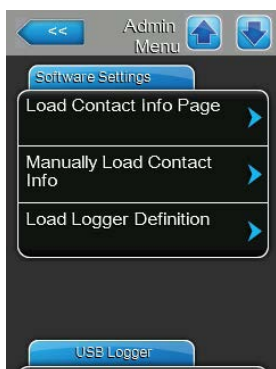 <<
Admin
Menu
Software Settings
Load Contact Info Page
Manually Load Contact
Info
Load Logger Definition
USB Logger